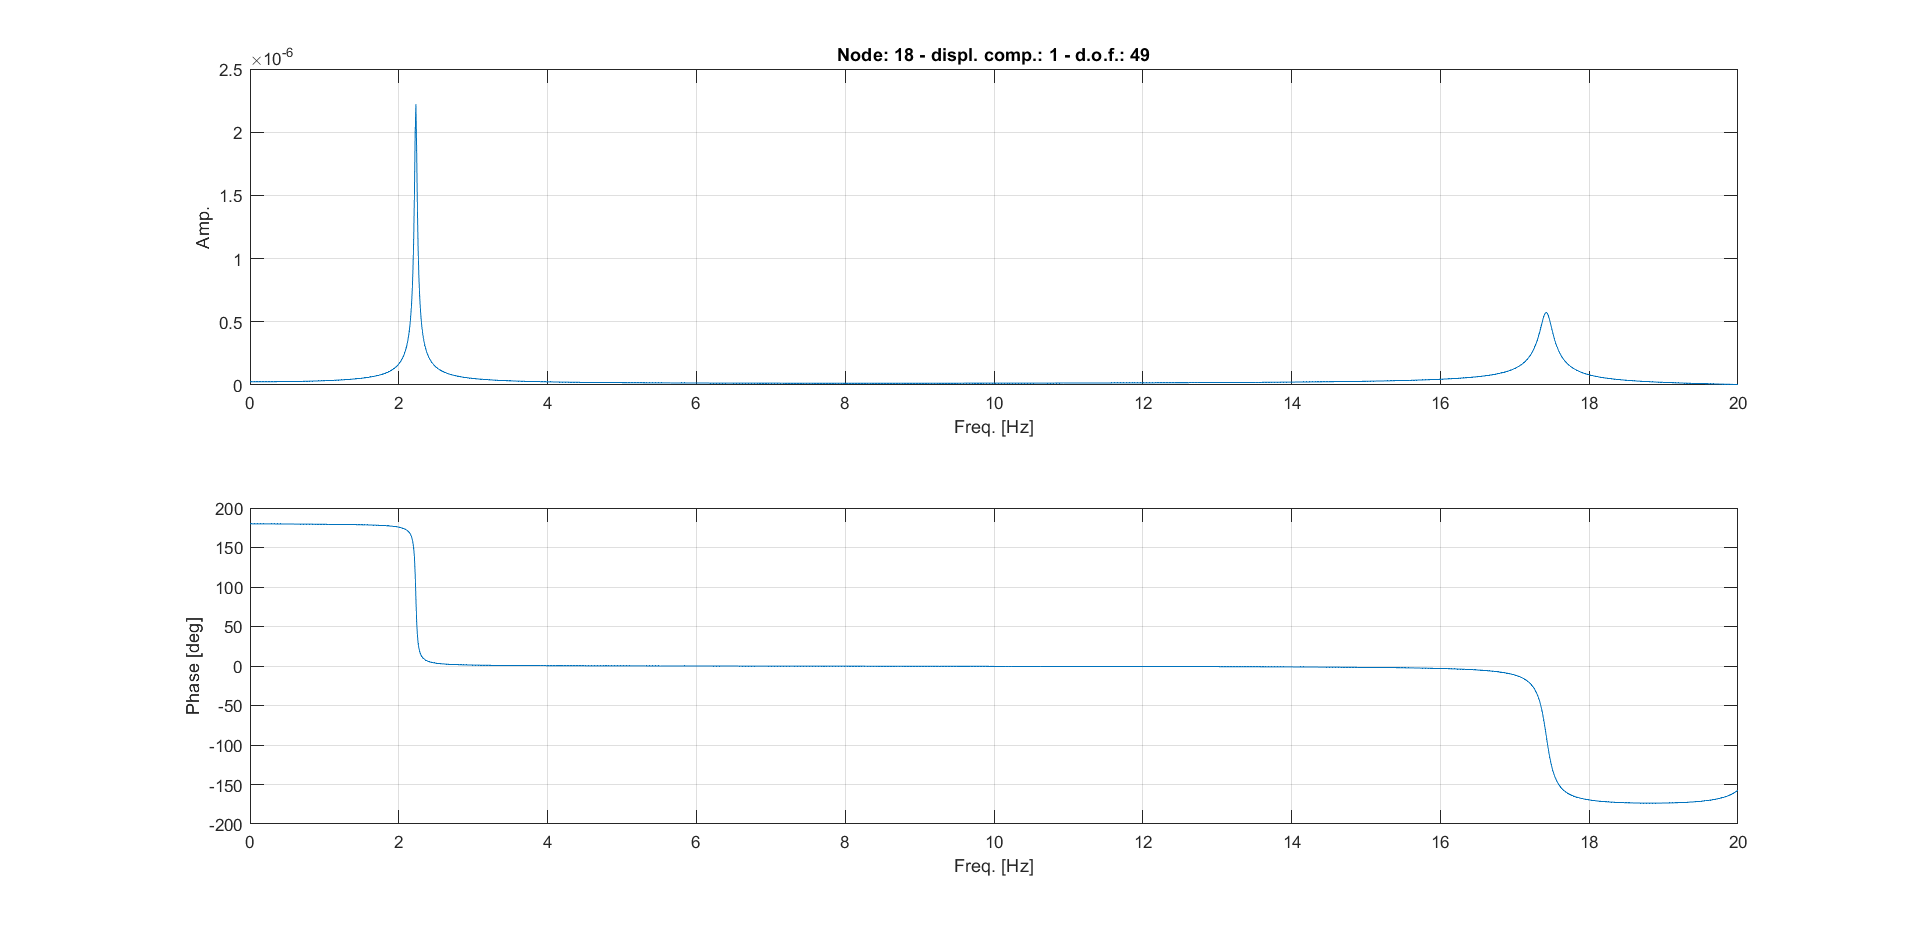 Node: 18 - displ. comp.: 1 - d.o.f.: 49
×10-6
2.5
2
1.5
1
0.5
0
Amp.
0 2 4 6 8 10 12 14 16 18 20
Freq. [Hz]
200
150
100
50
0
-50
-100
-150
-200
Phase [deg]
0 2 4 6 8 10 12 14 16 18 20
Freq. [Hz]